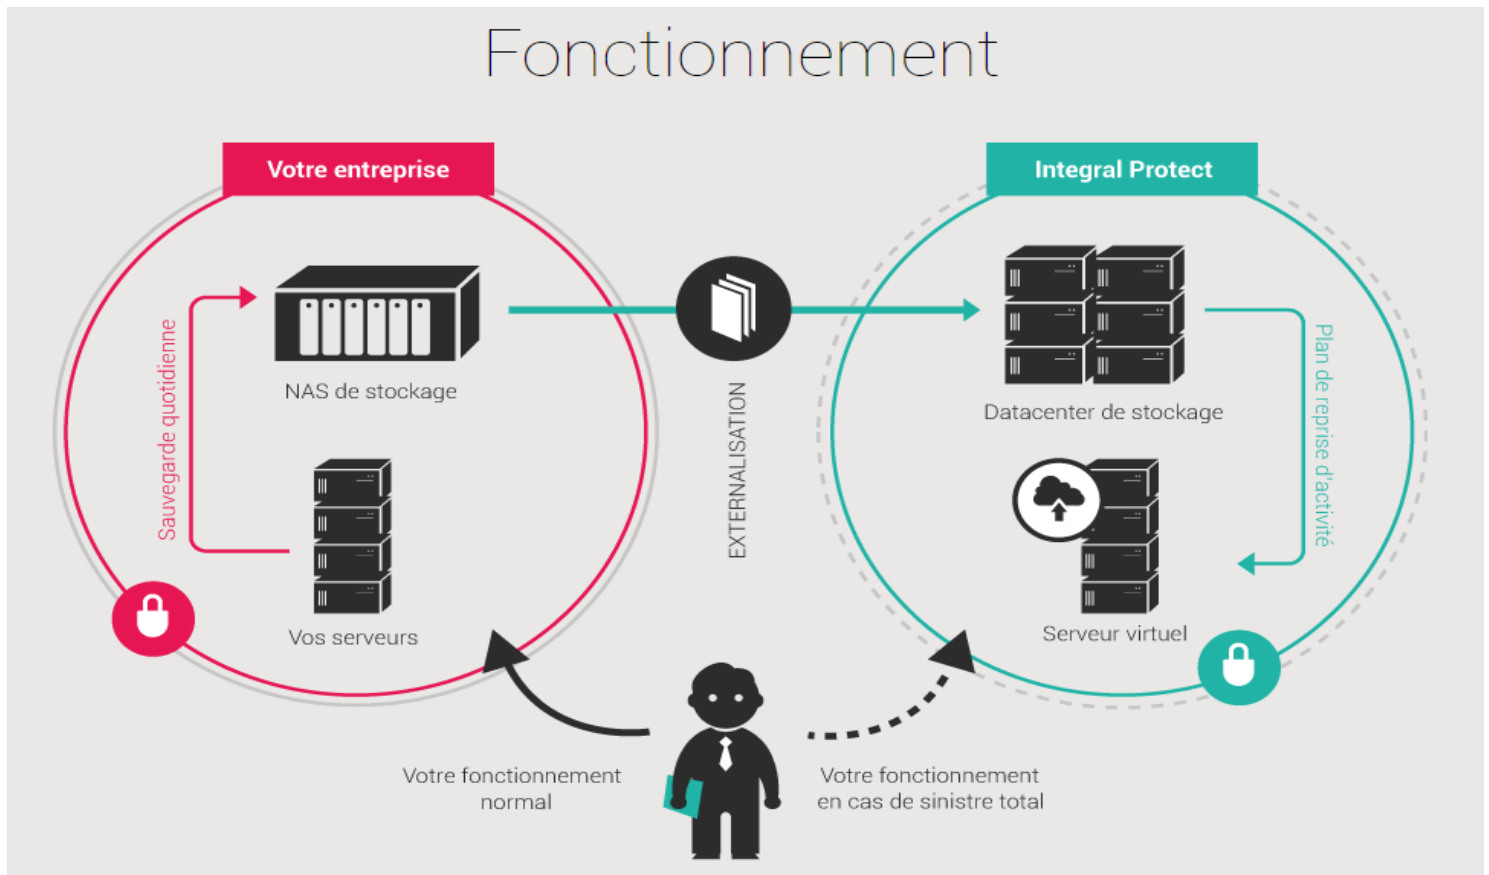 Fonctionnement
Votre entreprise
Integral Protect
Sauvegarde quotidienne
NAS de stockage
Vos serveurs
EXTERNALISATION
Datacenter de stockage
Plan de reprise d'activité
Serveur virtuel
Votre fonctionnement
normal
Votre fonctionnement
en cas de sinistre total